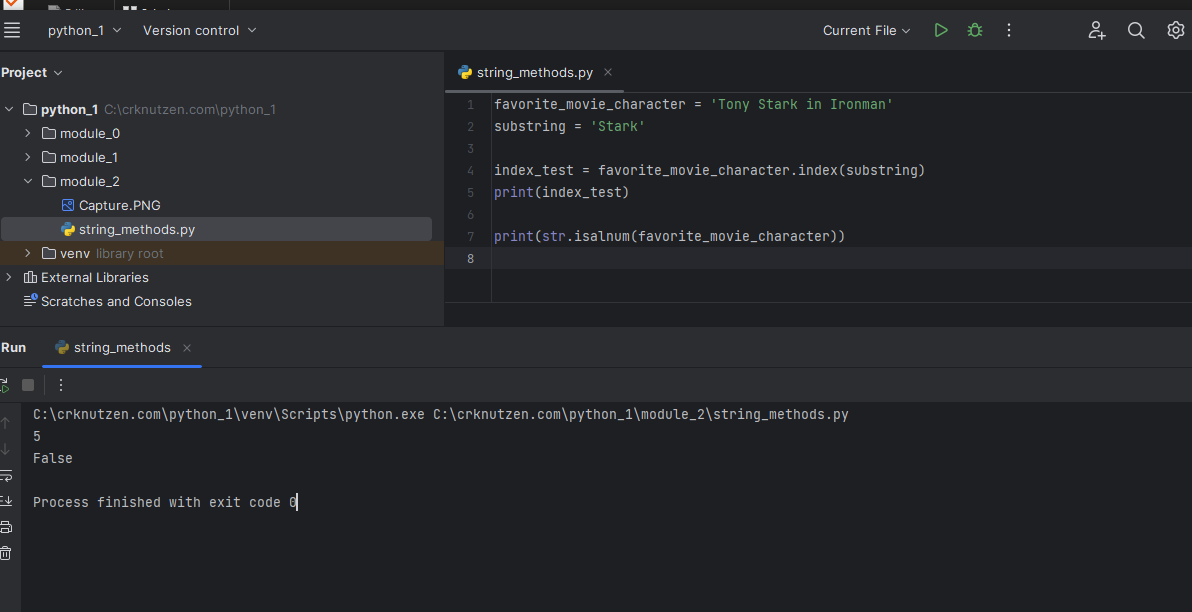 python_1 Version control Current File
Project
python_1 C:\crknutzen.com\python_1
module_0
module_1
module_2
Capture.PNG
string_methods.py
venv library root
External Libraries
Scratches and Consoles
string_methods.py
1 favorite_movie_character = 'Tony Stark in Ironman'
2 substring = 'Stark'
3
4 index_test = favorite_movie_character.index(substring)
5 print(index_test)
6
7 print(str.isalnum(favorite_movie_character))
8
Run string_methods
C:\crknutzen.com\python_1\venv\Scripts\python.exe C:\crknutzen.com\python_1\module_2\string_methods.py
5
False
Process finished with exit code 0